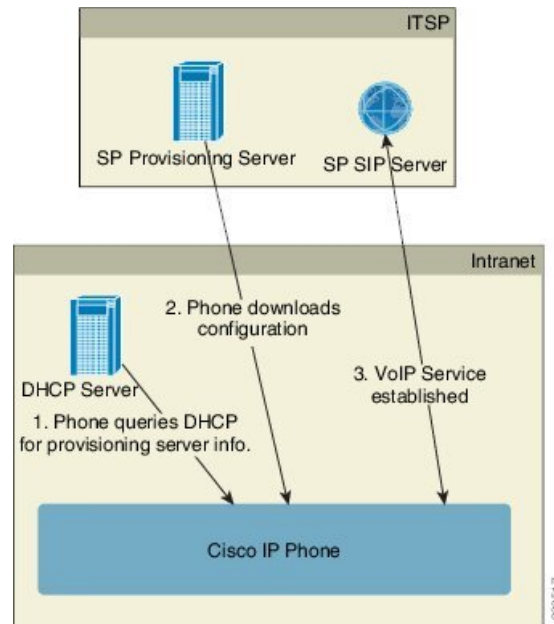 ITSP
SP Provisioning Server
SP SIP Server
Intranet
2. Phone downloads
configuration
DHCP Server
3. VoIP Service
established
1. Phone queries DHCP
for provisioning server info.
Cisco IP Phone